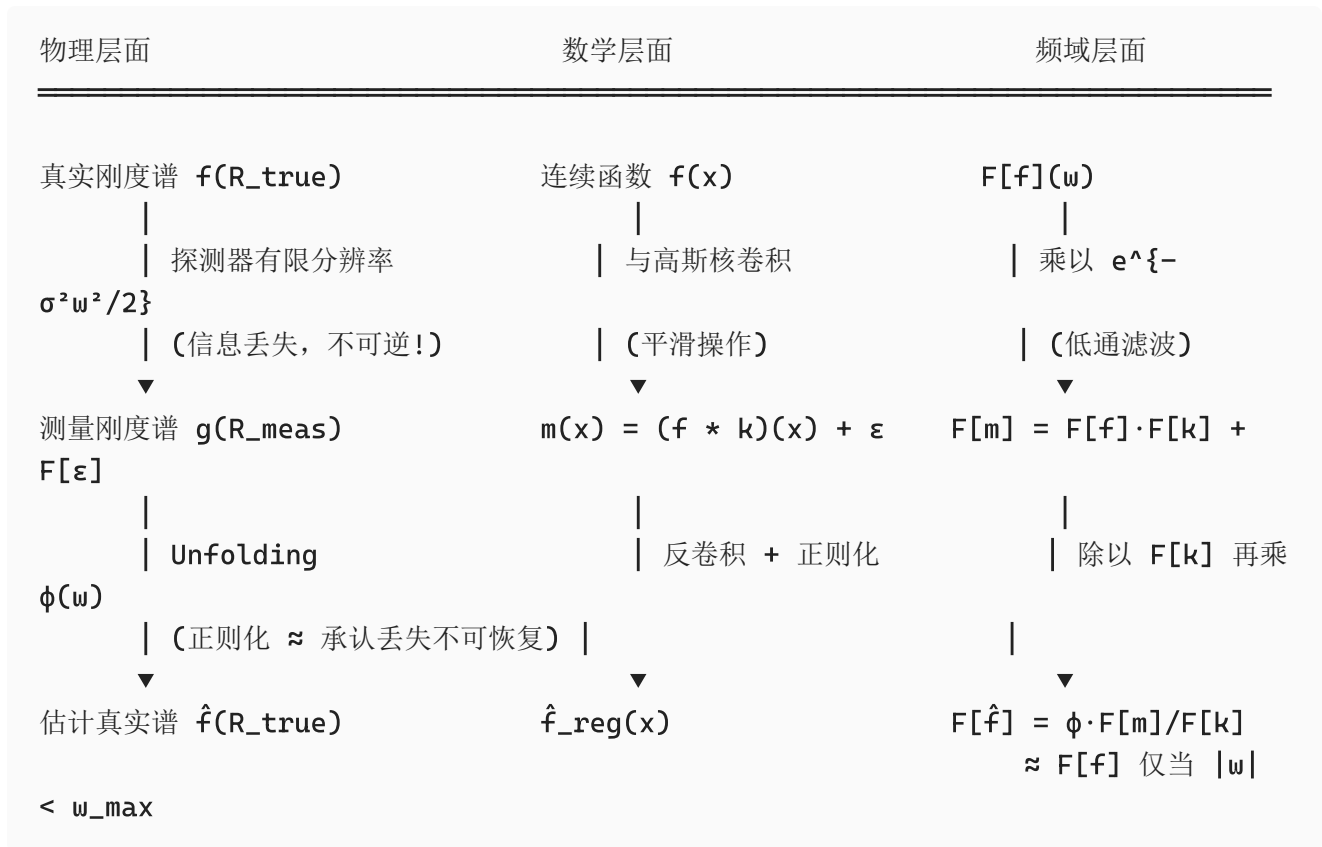 物理层面 数学层面 频域层面
真实刚度谱 f(R_true) 连续函数 f(x) F[f](w)
| | |
| 探测器有限分辨率 | 与高斯核卷积 | 乘以 e^{-
σ²w²/2}
| (信息丢失，不可逆!) | (平滑操作) | (低通滤波)
▼ ▼ ▼
测量刚度谱 g(R_meas) m(x) = (f * k)(x) + ε F[m] = F[f]·F[k] +
F[ε]
| | |
| Unfolding | 反卷积 + 正则化 | 除以 F[k] 再乘
φ(w)
| (正则化 ≈ 承认丢失不可恢复) | |
▼ ▼ ▼
估计真实谱 f̂(R_true) f̂_reg(x) F[f̂] = φ·F[m]/F[k]
≈ F[f] 仅当 |w|
< w_max